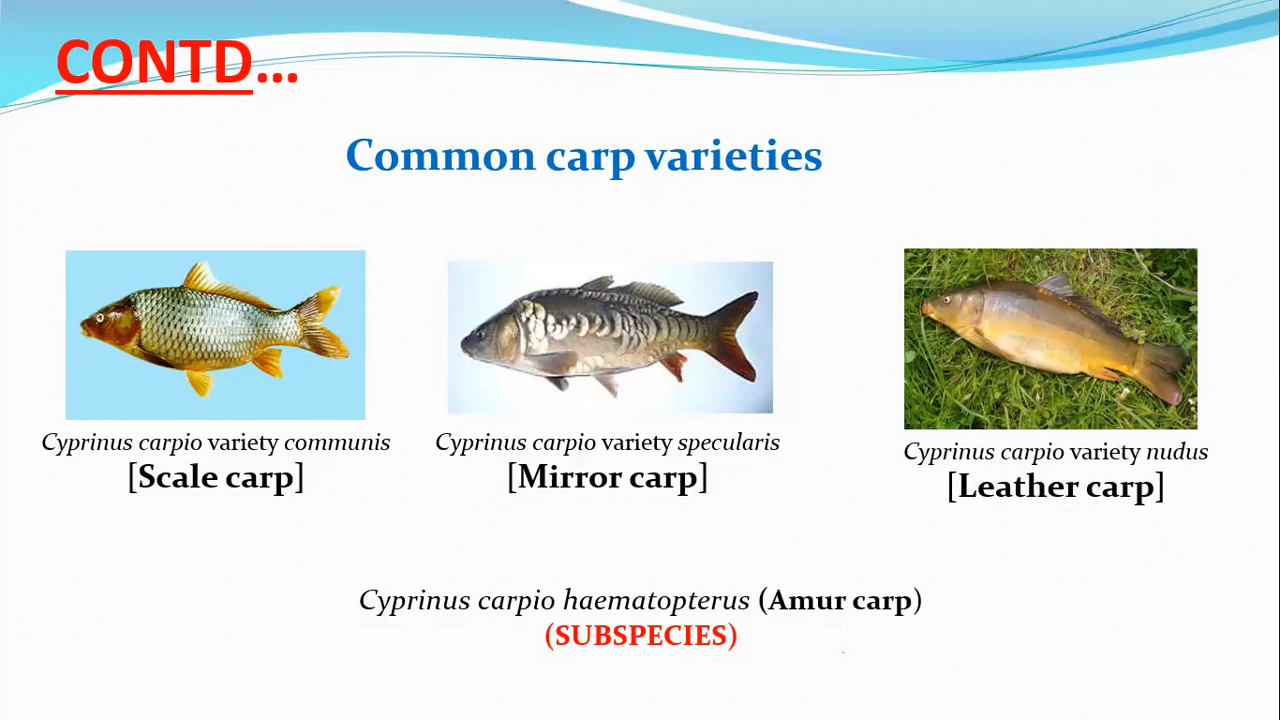 CONTD...
Common carp varieties
Cyprinus carpio variety communis
[Scale carp]
Cyprinus carpio variety specularis
[Mirror carp]
Cyprinus carpio variety nudus
[Leather carp]
Cyprinus carpio haematopterus (Amur carp)
(SUBSPECIES)